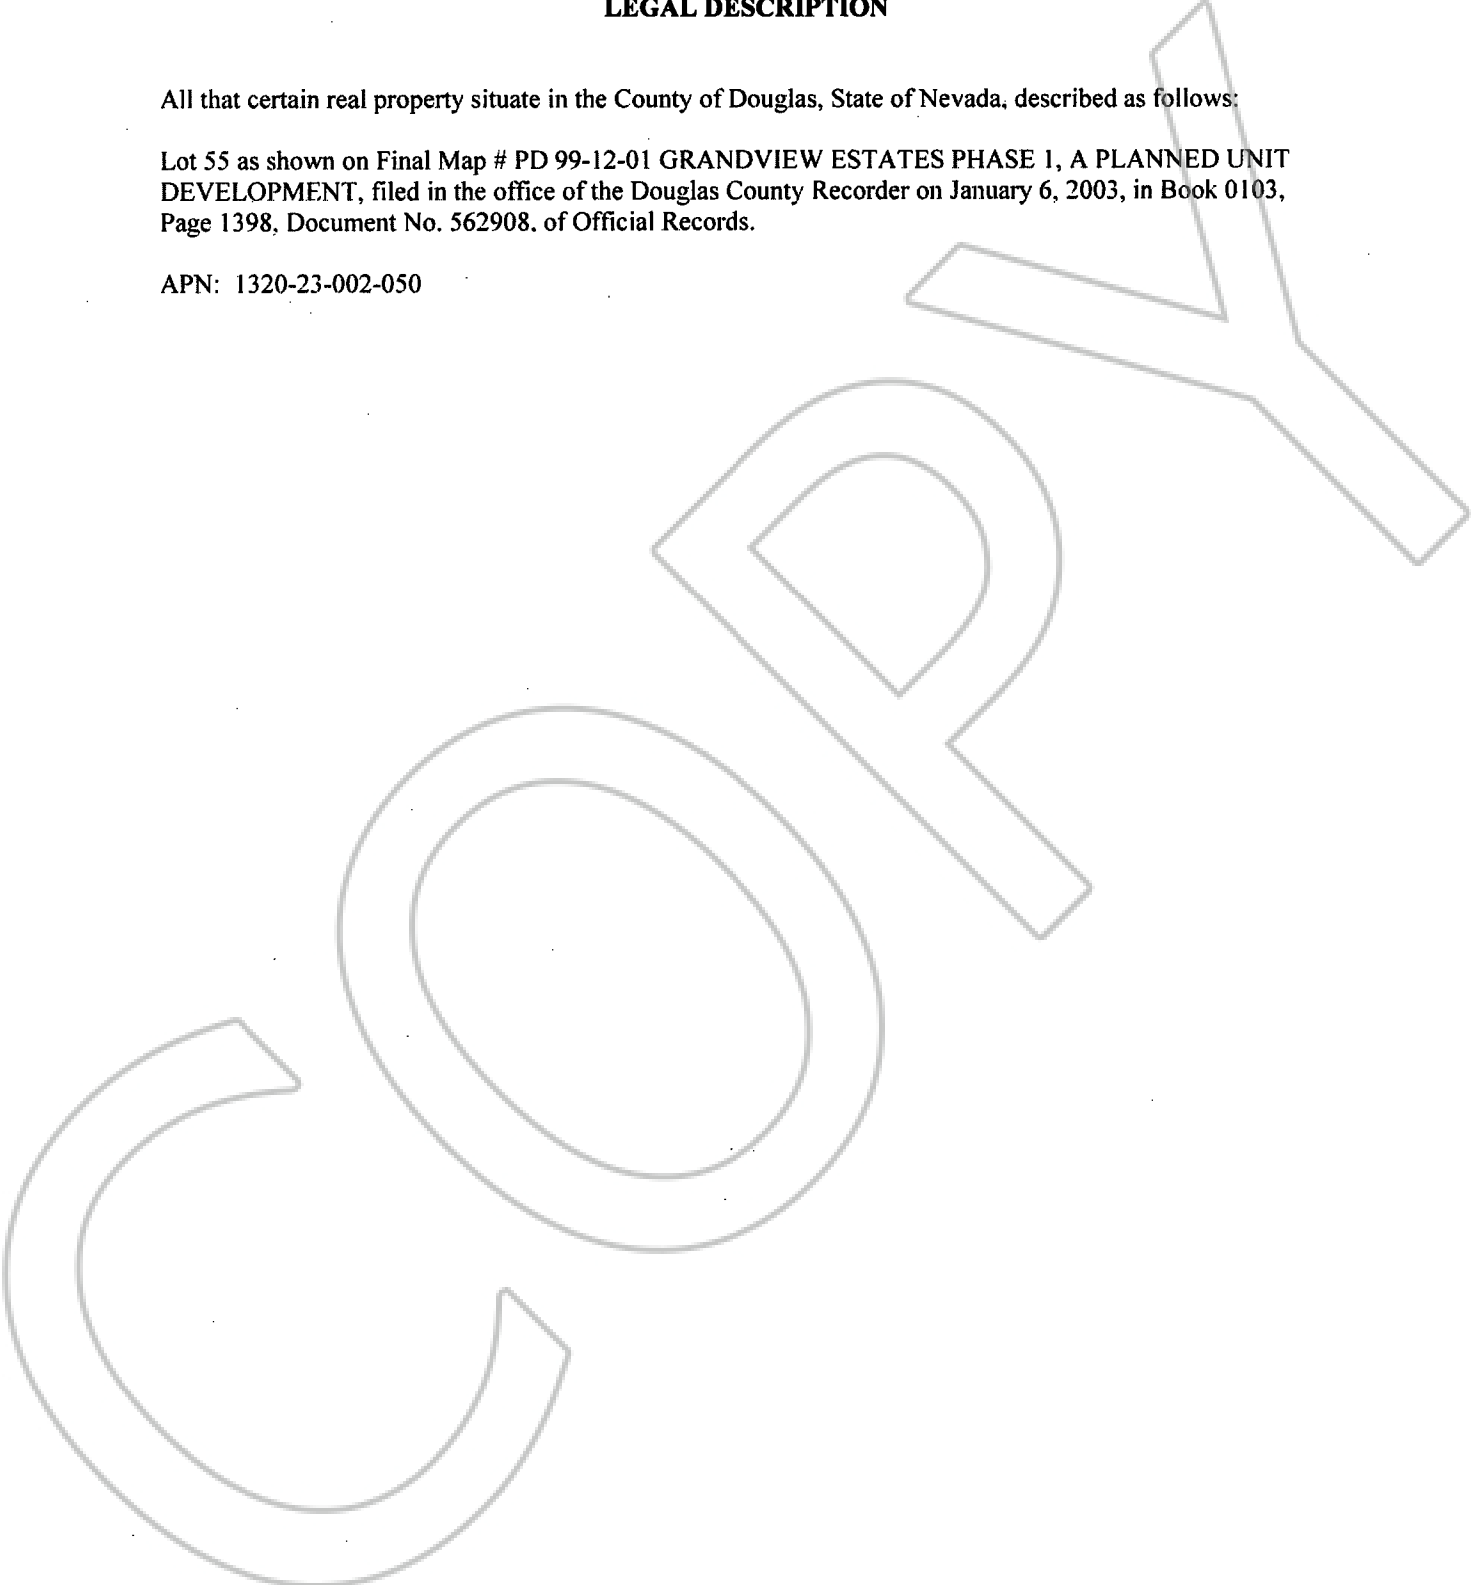 LEGAL DESCRIPTION
All that certain real property situate in the County of Douglas, State of Nevada, described as follows:
Lot 55 as shown on Final Map # PD 99-12-01 GRANDVIEW ESTATES PHASE 1, A PLANNED UNIT
DEVELOPMENT, filed in the office of the Douglas County Recorder on January 6, 2003, in Book 0103,
Page 1398, Document No. 562908, of Official Records.
APN: 1320-23-002-050
COPY